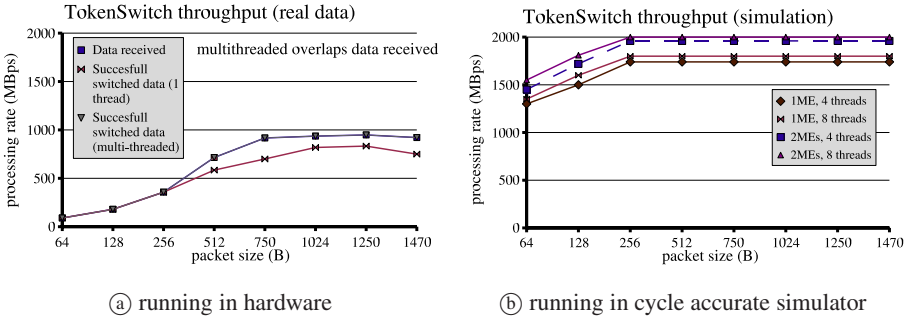 TokenSwitch throughput (real data)
2000
1500
1000
500
0
processing rate (MBps)
Data received
Succesfull
switched data (1
thread)
Succesfull
switched data
(multi-threaded)
multithreaded overlaps data received
64 128 256 512 750 1024 1250 1470
packet size (B)
ⓐ running in hardware
TokenSwitch throughput (simulation)
2000
1500
1000
500
0
processing rate (MBps)
1ME, 4 threads
1ME, 8 threads
2MEs, 4 threads
2MEs, 8 threads
64 128 256 512 750 1024 1250 1470
packet size (B)
ⓑ running in cycle accurate simulator